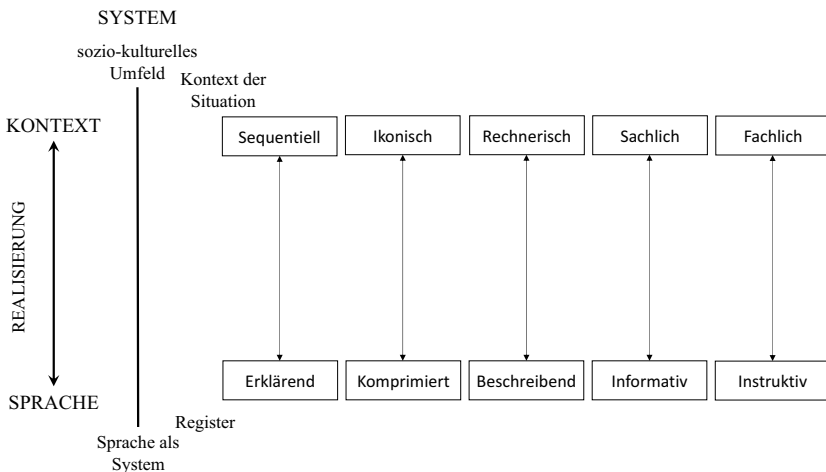 SYSTEM
sozio-kulturelles
Umfeld
Kontext der
Situation
KONTEXT
Sequentiell
Ikonisch
Rechnerisch
Sachlich
Fachlich
REALISIERUNG
Erklärend
Komprimiert
Beschreibend
Informativ
Instruktiv
SPRACHE
Register
Sprache als
System